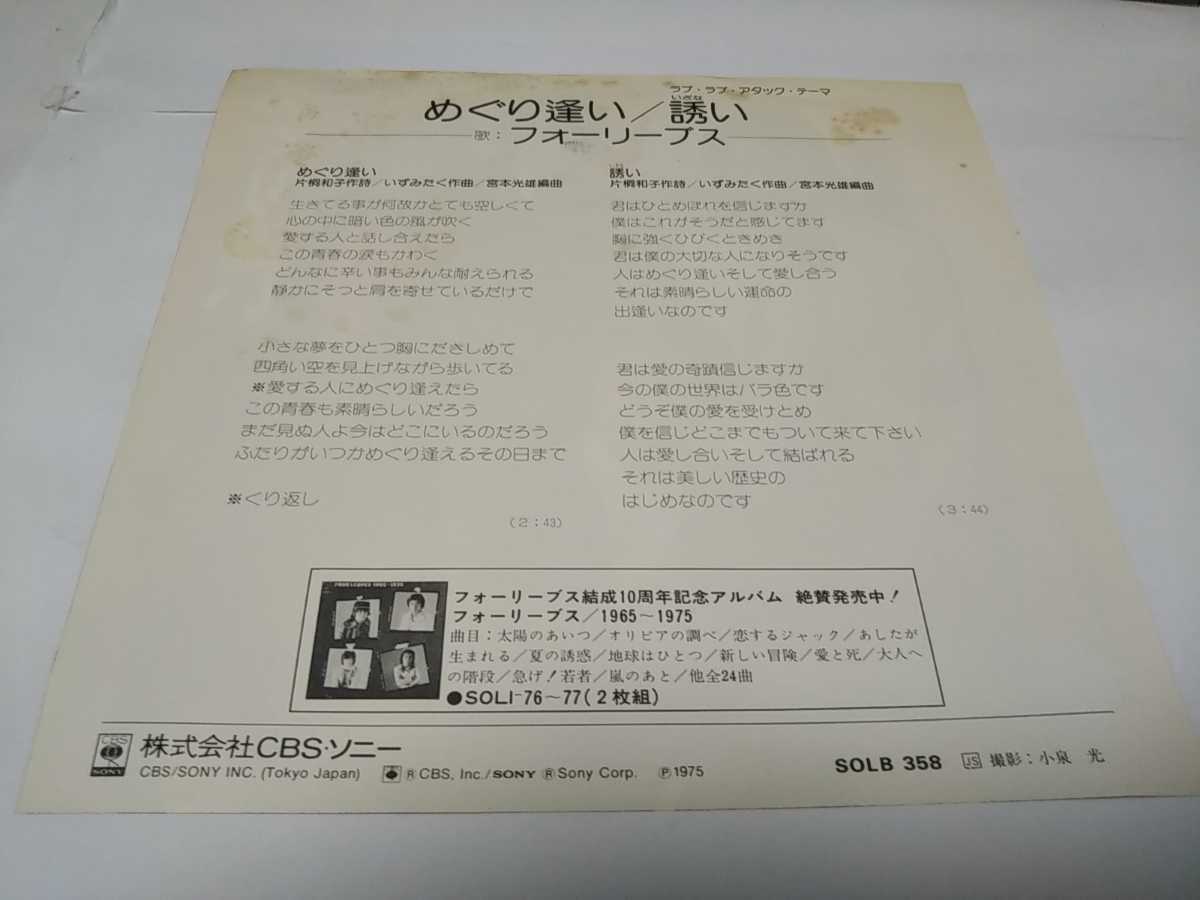 ラブ・ラブ・アタック・テーマ
いざな
めぐり逢い／誘い
歌：フォーリーブス
めぐり逢い
片桐和子作詩／いずみたく作曲／宮本光雄編曲
生きてる事が何故かとても空しくて
心の中に暗い色の風が吹く
愛する人と話し合えたら
この青春の涙もかわく
どんなに辛い事もみんな耐えられる
静かにそっと肩を寄せているだけで
小さな夢をひとつ胸にださしめて
四角い空を見上げながら歩いてる
※愛する人にめぐり逢えたら
この青春も素晴らしいだろう
まだ見ぬ人よ今はどこにいるのだろう
ふたりがいつかめぐり逢えるその日まで
※くり返し
（2：43）
誘い
片桐和子作詩／いずみたく作曲／宮本光雄編曲
君はひとめぼれを信じますか
僕はこれがそうだと感じてます
胸に強くひびくときめき
君は僕の大切な人になりそうです
人はめぐり逢いそして愛し合う
それは素晴らしい運命の
出逢いなのです
君は愛の奇蹟信じますか
今の僕の世界はバラ色です
どうぞ僕の愛を受けとめ
僕を信じどこまでもついて来て下さい
人は愛し合いそして結ばれる
それは美しい歴史の
はじめなのです
（3：44）
FOUR LEAVES 1965-1975
フォーリーブス結成10周年記念アルバム 絶賛発売中！
フォーリーブス／1965〜1975
曲目：太陽のあいつ／オリビアの調べ／恋するジャック／あしたが
生まれる／夏の誘惑／地球はひとつ／新しい冒険／愛と死／大人へ
の階段／急げ！若者／嵐のあと／他全24曲
●SOLI-76〜77（2枚組）
CBS
SONY
株式会社CBS・ソニー
CBS/SONY INC. (Tokyo Japan) Ⓡ CBS, Inc./SONY Ⓡ Sony Corp. Ⓟ 1975
SOLB 358 JS 撮影：小泉 光